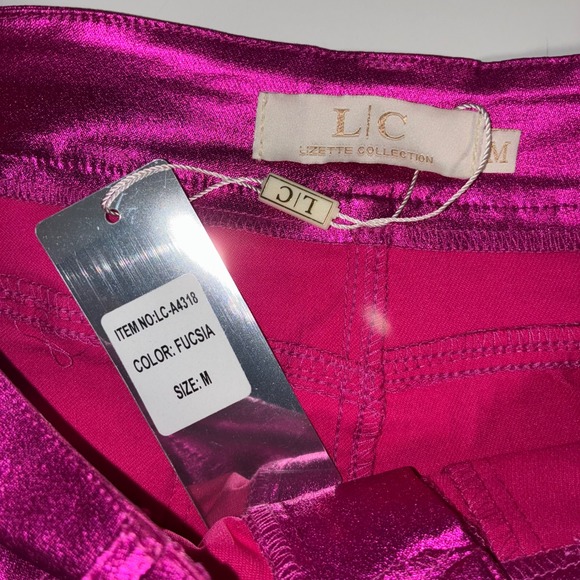 L|C
LIZETTE COLLECTION
M
L|C
ITEM NO:LC-A4318
COLOR: FUCSIA
SIZE: M